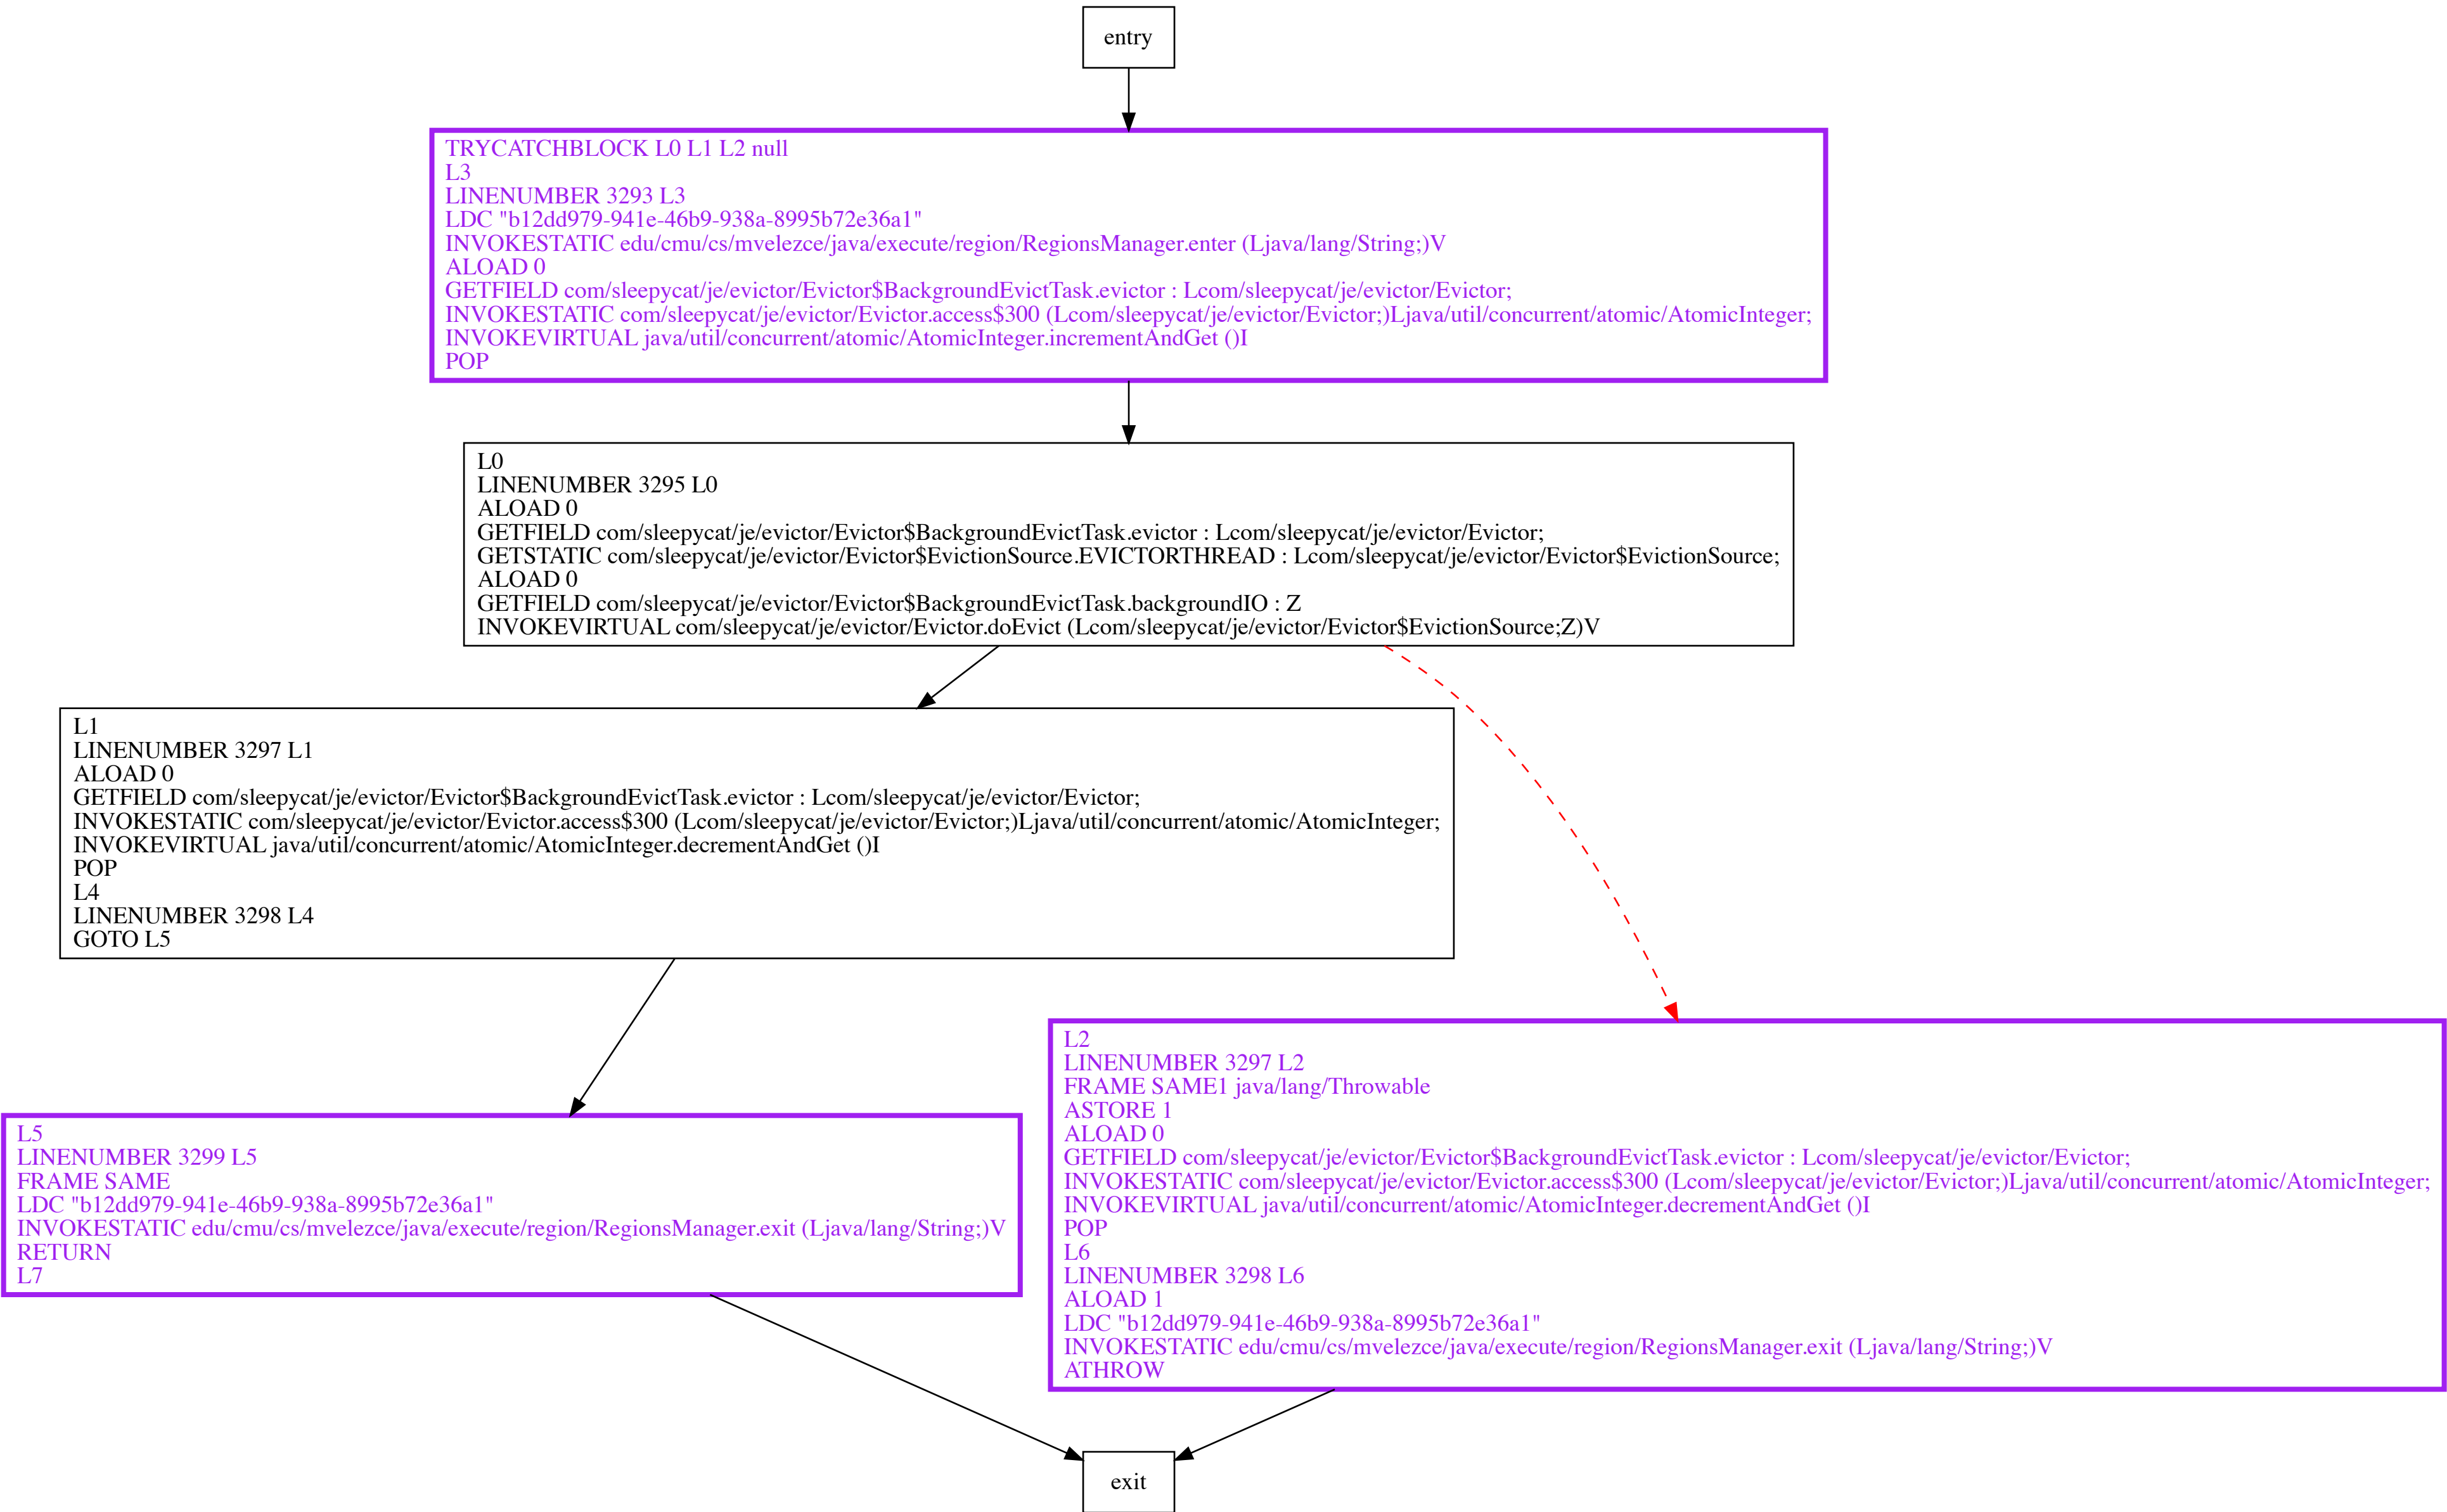 entry
TRYCATCHBLOCK L0 L1 L2 null
L3
LINENUMBER 3293 L3
LDC "b12dd979-941e-46b9-938a-8995b72e36a1"
INVOKESTATIC edu/cmu/cs/mvelezce/java/execute/region/RegionsManager.enter (Ljava/lang/String;)V
ALOAD 0
GETFIELD com/sleepycat/je/evictor/Evictor$BackgroundEvictTask.evictor : Lcom/sleepycat/je/evictor/Evictor;
INVOKESTATIC com/sleepycat/je/evictor/Evictor.access$300 (Lcom/sleepycat/je/evictor/Evictor;)Ljava/util/concurrent/atomic/AtomicInteger;
INVOKEVIRTUAL java/util/concurrent/atomic/AtomicInteger.incrementAndGet ()I
POP
L0
LINENUMBER 3295 L0
ALOAD 0
GETFIELD com/sleepycat/je/evictor/Evictor$BackgroundEvictTask.evictor : Lcom/sleepycat/je/evictor/Evictor;
GETSTATIC com/sleepycat/je/evictor/Evictor$EvictionSource.EVICTORTHREAD : Lcom/sleepycat/je/evictor/Evictor$EvictionSource;
ALOAD 0
GETFIELD com/sleepycat/je/evictor/Evictor$BackgroundEvictTask.backgroundIO : Z
INVOKEVIRTUAL com/sleepycat/je/evictor/Evictor.doEvict (Lcom/sleepycat/je/evictor/Evictor$EvictionSource;Z)V
L1
LINENUMBER 3297 L1
ALOAD 0
GETFIELD com/sleepycat/je/evictor/Evictor$BackgroundEvictTask.evictor : Lcom/sleepycat/je/evictor/Evictor;
INVOKESTATIC com/sleepycat/je/evictor/Evictor.access$300 (Lcom/sleepycat/je/evictor/Evictor;)Ljava/util/concurrent/atomic/AtomicInteger;
INVOKEVIRTUAL java/util/concurrent/atomic/AtomicInteger.decrementAndGet ()I
POP
L4
LINENUMBER 3298 L4
GOTO L5
L5
LINENUMBER 3299 L5
FRAME SAME
LDC "b12dd979-941e-46b9-938a-8995b72e36a1"
INVOKESTATIC edu/cmu/cs/mvelezce/java/execute/region/RegionsManager.exit (Ljava/lang/String;)V
RETURN
L7
L2
LINENUMBER 3297 L2
FRAME SAME1 java/lang/Throwable
ASTORE 1
ALOAD 0
GETFIELD com/sleepycat/je/evictor/Evictor$BackgroundEvictTask.evictor : Lcom/sleepycat/je/evictor/Evictor;
INVOKESTATIC com/sleepycat/je/evictor/Evictor.access$300 (Lcom/sleepycat/je/evictor/Evictor;)Ljava/util/concurrent/atomic/AtomicInteger;
INVOKEVIRTUAL java/util/concurrent/atomic/AtomicInteger.decrementAndGet ()I
POP
L6
LINENUMBER 3298 L6
ALOAD 1
LDC "b12dd979-941e-46b9-938a-8995b72e36a1"
INVOKESTATIC edu/cmu/cs/mvelezce/java/execute/region/RegionsManager.exit (Ljava/lang/String;)V
ATHROW
exit